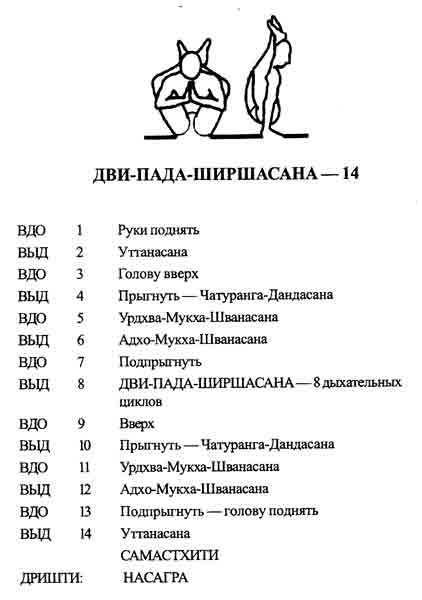 ДВИ-ПАДА-ШИРШАСАНА — 14
ВДО 1 Руки поднять
ВЫД 2 Уттанасана
ВДО 3 Голову вверх
ВЫД 4 Прыгнуть — Чатуранга-Дандасана
ВДО 5 Урдхва-Мукха-Шванасана
ВЫД 6 Адхо-Мукха-Шванасана
ВДО 7 Подпрыгнуть
ВЫД 8 ДВИ-ПАДА-ШИРШАСАНА — 8 дыхательных
циклов
ВДО 9 Вверх
ВЫД 10 Прыгнуть — Чатуранга-Дандасана
ВДО 11 Урдхва-Мукха-Шванасана
ВЫД 12 Адхо-Мукха-Шванасана
ВДО 13 Подпрыгнуть — голову поднять
ВЫД 14 Уттанасана
САМАСТХИТИ
ДРИШТИ: НАСАГРА